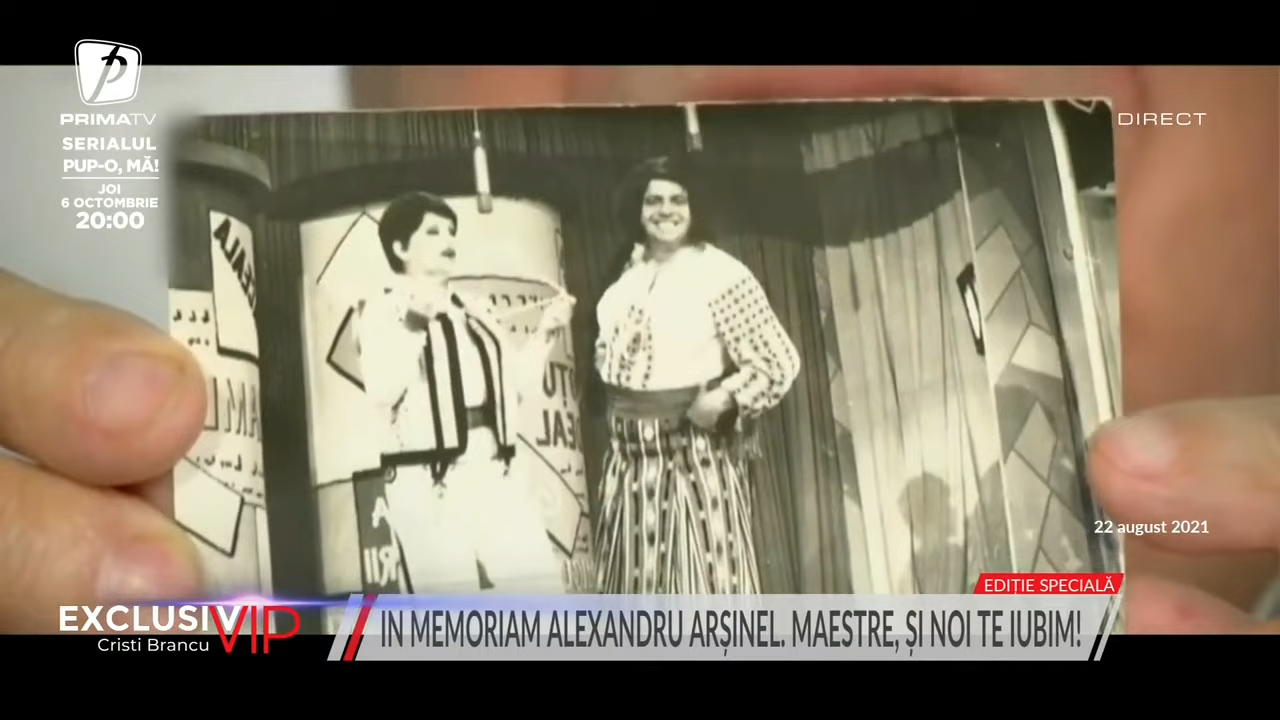 PRIMATV
SERIALUL
PUP-O, MĂ!
JOI
6 OCTOMBRIE
20:00
DIRECT
22 august 2021
EDIȚIE SPECIALĂ
EXCLUSIV VIP
Cristi Brancu
IN MEMORIAM ALEXANDRU ARȘINEL. MAESTRE, ȘI NOI TE IUBIM!